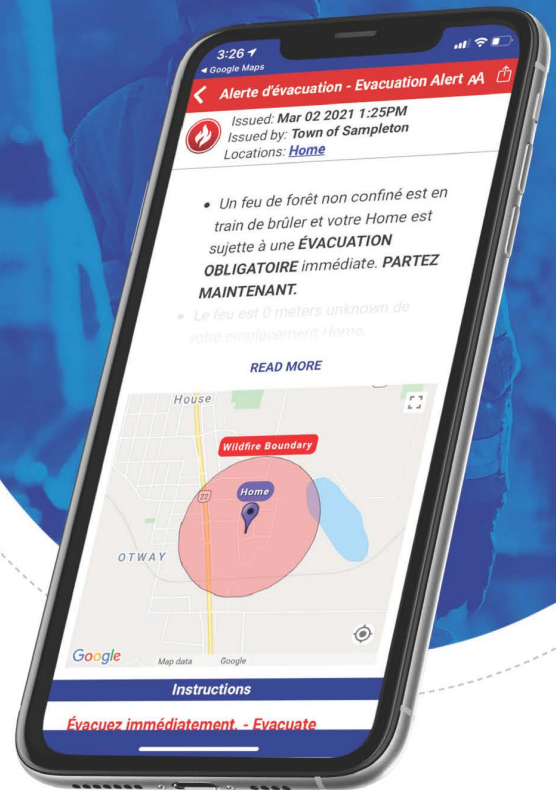 3:26
Google Maps
Alerte d'évacuation - Evacuation Alert AA
Issued: Mar 02 2021 1:25PM
Issued by: Town of Sampleton
Locations: Home
• Un feu de forêt non confiné est en
train de brûler et votre Home est
sujette à une ÉVACUATION
OBLIGATOIRE immédiate. PARTEZ
MAINTENANT.
• Le feu est 0 meters unknown de
votre emplacement Home.
READ MORE
House
Wildfire Boundary
Home
22
OTWAY
Google
Map data
Google
Instructions
Évacuez immédiatement. - Evacuate